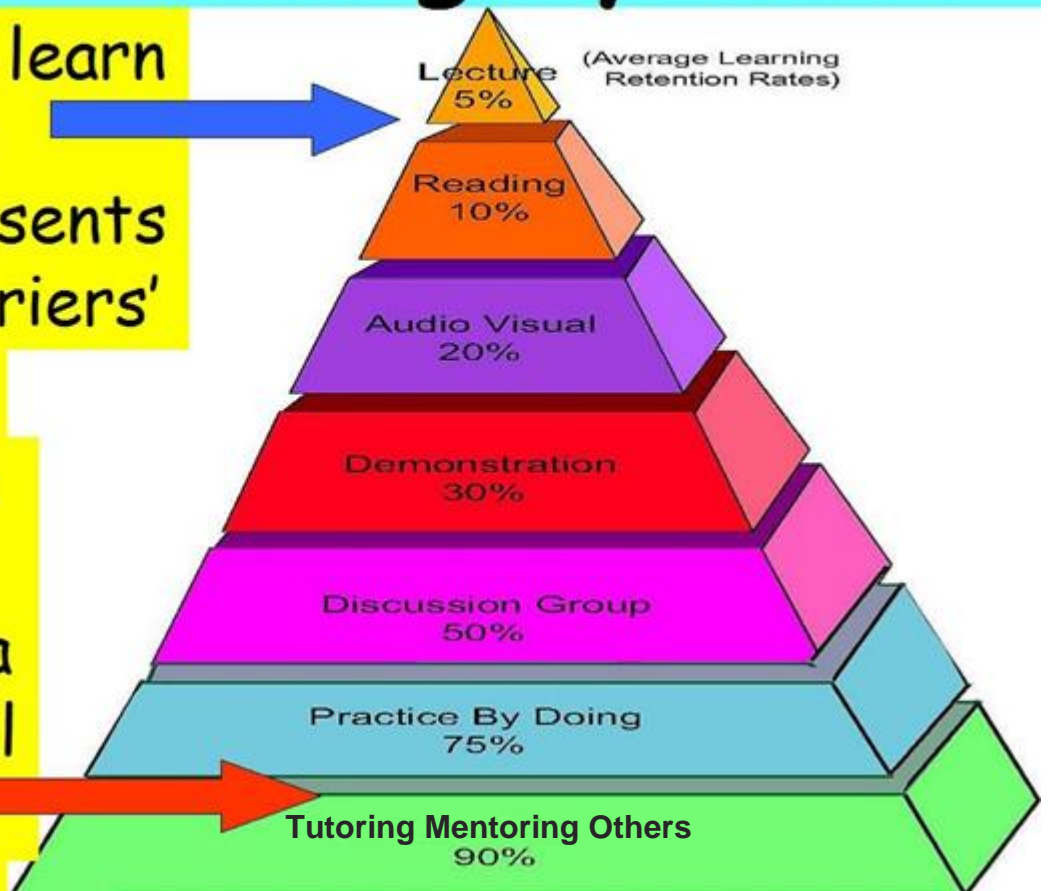 learn
sents
riers'
a
l
Lecture
5%
(Average Learning
Retention Rates)
Reading
10%
Audio Visual
20%
Demonstration
30%
Discussion Group
50%
Practice By Doing
75%
Tutoring Mentoring Others
90%